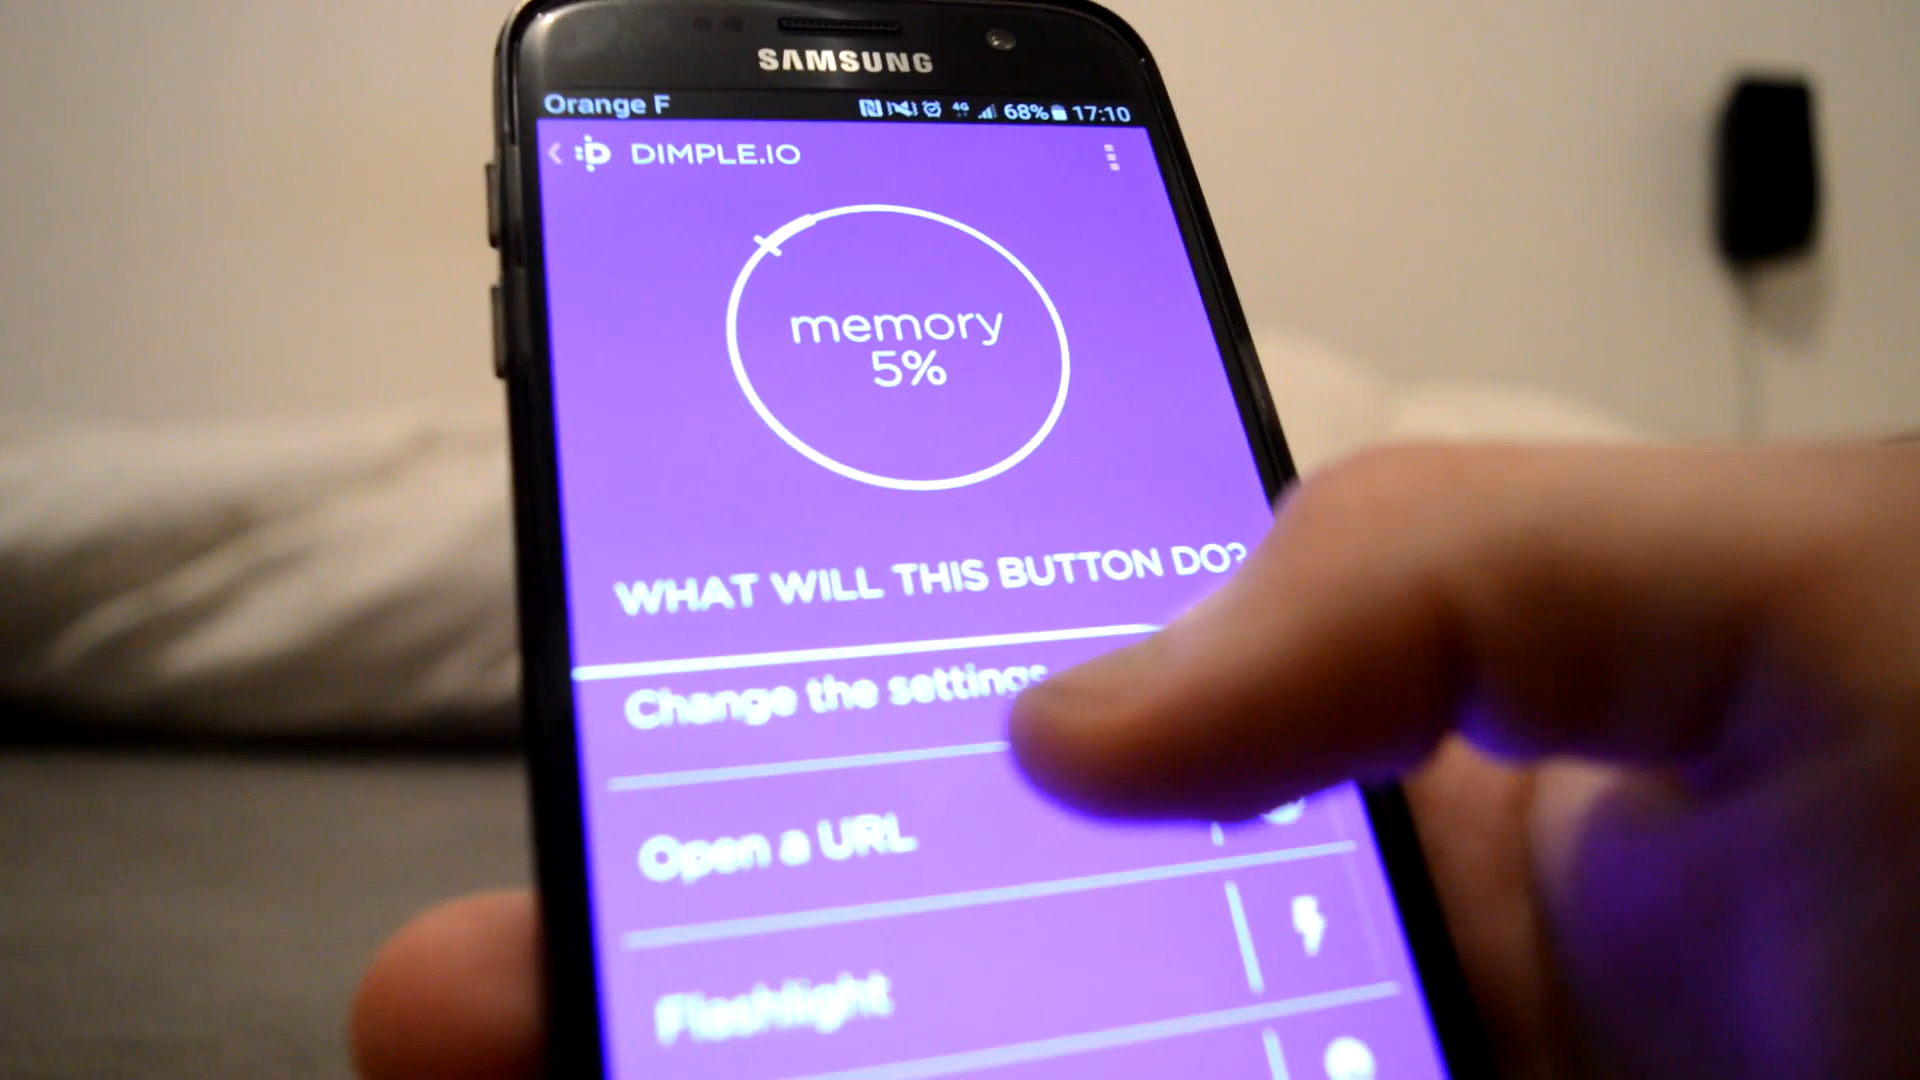 SAMSUNG
Orange F 4G 68% 17:10
DIMPLE.IO
memory
5%
WHAT WILL THIS BUTTON DO?
Change the settings
Open a URL
Flashlight